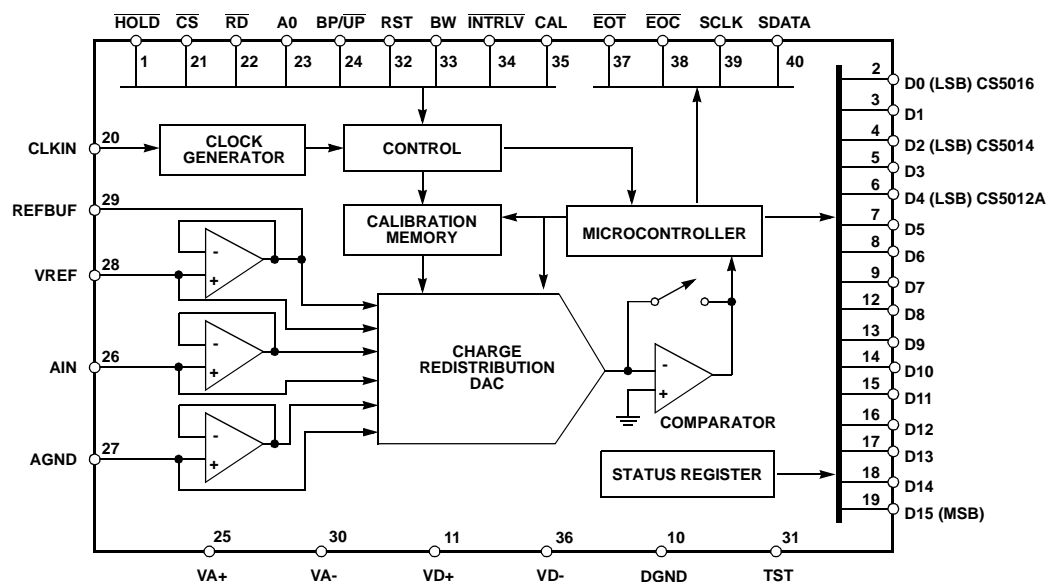 HOLD CS RD A0 BP/UP RST BW INTRLV CAL EOT EOC SCLK SDATA
1 21 22 23 24 32 33 34 35 37 38 39 40
2 D0 (LSB) CS5016
3 D1
4 D2 (LSB) CS5014
5 D3
6 D4 (LSB) CS5012A
7 D5
8 D6
9 D7
12 D8
13 D9
14 D10
15 D11
16 D12
17 D13
18 D14
19 D15 (MSB)
CLKIN 20
CLOCK
GENERATOR
CONTROL
REFBUF 29
CALIBRATION
MEMORY
MICROCONTROLLER
VREF 28
- +
AIN 26
- +
AGND 27
- +
CHARGE
REDISTRIBUTION
DAC
- +
COMPARATOR
STATUS REGISTER
25 30 11 36 10 31
VA+ VA- VD+ VD- DGND TST